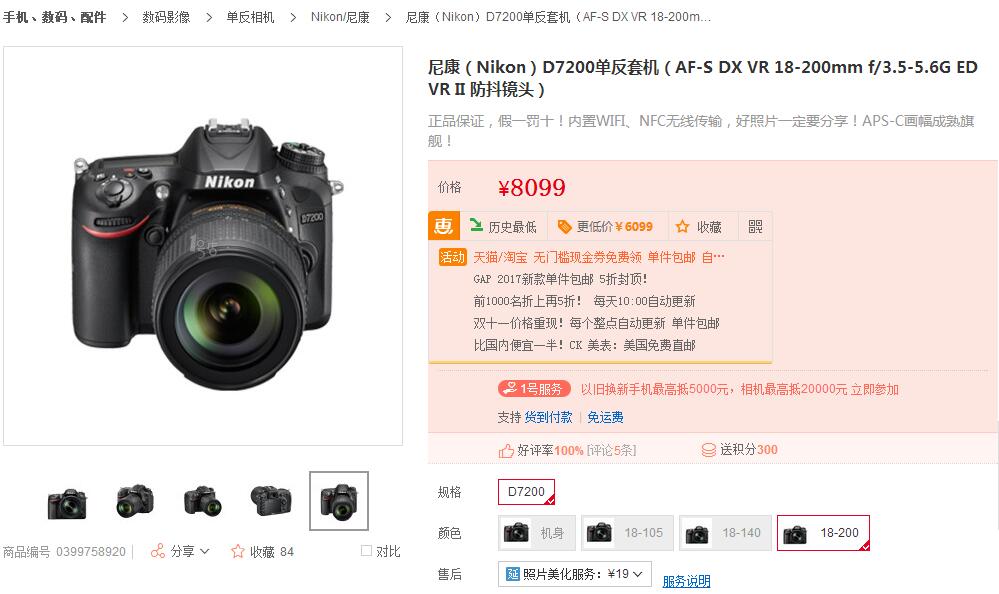 手机、数码、配件 > 数码影像 > 单反相机 > Nikon/尼康 > 尼康（Nikon）D7200单反套机（AF-S DX VR 18-200m...
尼康（Nikon）D7200单反套机（AF-S DX VR 18-200mm f/3.5-5.6G ED
VR II 防抖镜头）
正品保证，假一罚十！内置WIFI、NFC无线传输，好照片一定要分享！APS-C画幅成熟旗
舰！
Nikon
D7200
1号店
价格 ¥8099
惠 历史最低 更低价¥6099 收藏
活动 天猫/淘宝 无门槛现金券免费领 单件包邮 自…
GAP 2017新款单件包邮 5折封顶！
前1000名折上再5折！ 每天10:00自动更新
双十一价格重现！每个整点自动更新 单件包邮
比国内便宜一半！CK 美表：美国免费直邮
1号服务 以旧换新手机最高抵5000元，相机最高抵20000元 立即参加
支持 货到付款 | 免运费
好评率100% [评论5条] 送积分300
规格 D7200
颜色 机身 18-105 18-140 18-200
售后 延 照片美化服务：¥19 服务说明
商品编号 0399758920 分享 收藏 84 对比